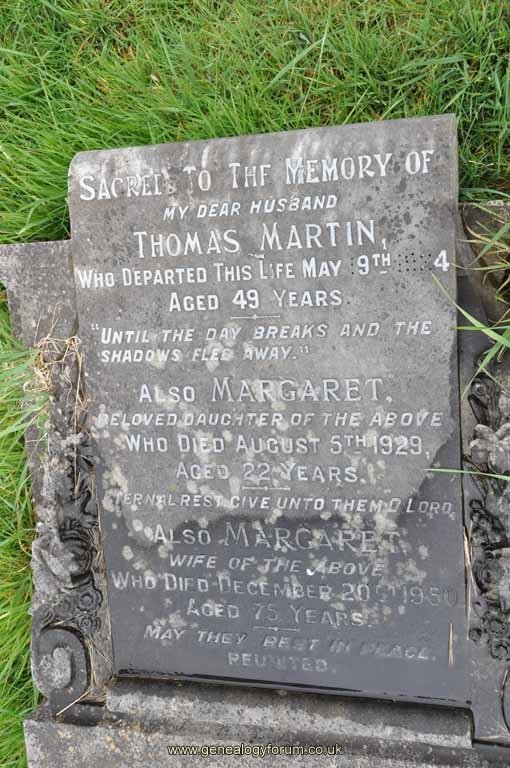 SACRED TO THE MEMORY OF
MY DEAR HUSBAND
THOMAS MARTIN,
WHO DEPARTED THIS LIFE MAY 9TH 4
AGED 49 YEARS
"UNTIL THE DAY BREAKS AND THE
SHADOWS FLEE AWAY."
ALSO MARGARET,
BELOVED DAUGHTER OF THE ABOVE
WHO DIED AUGUST 5TH 1929,
AGED 22 YEARS.
ETERNAL REST GIVE UNTO THEM O LORD,
ALSO MARGARET
WIFE OF THE ABOVE
WHO DIED DECEMBER 20TH
AGED 75 YEARS.
MAY THEY REST IN PEACE.
REUNITED.
www.genealogyforum.co.uk